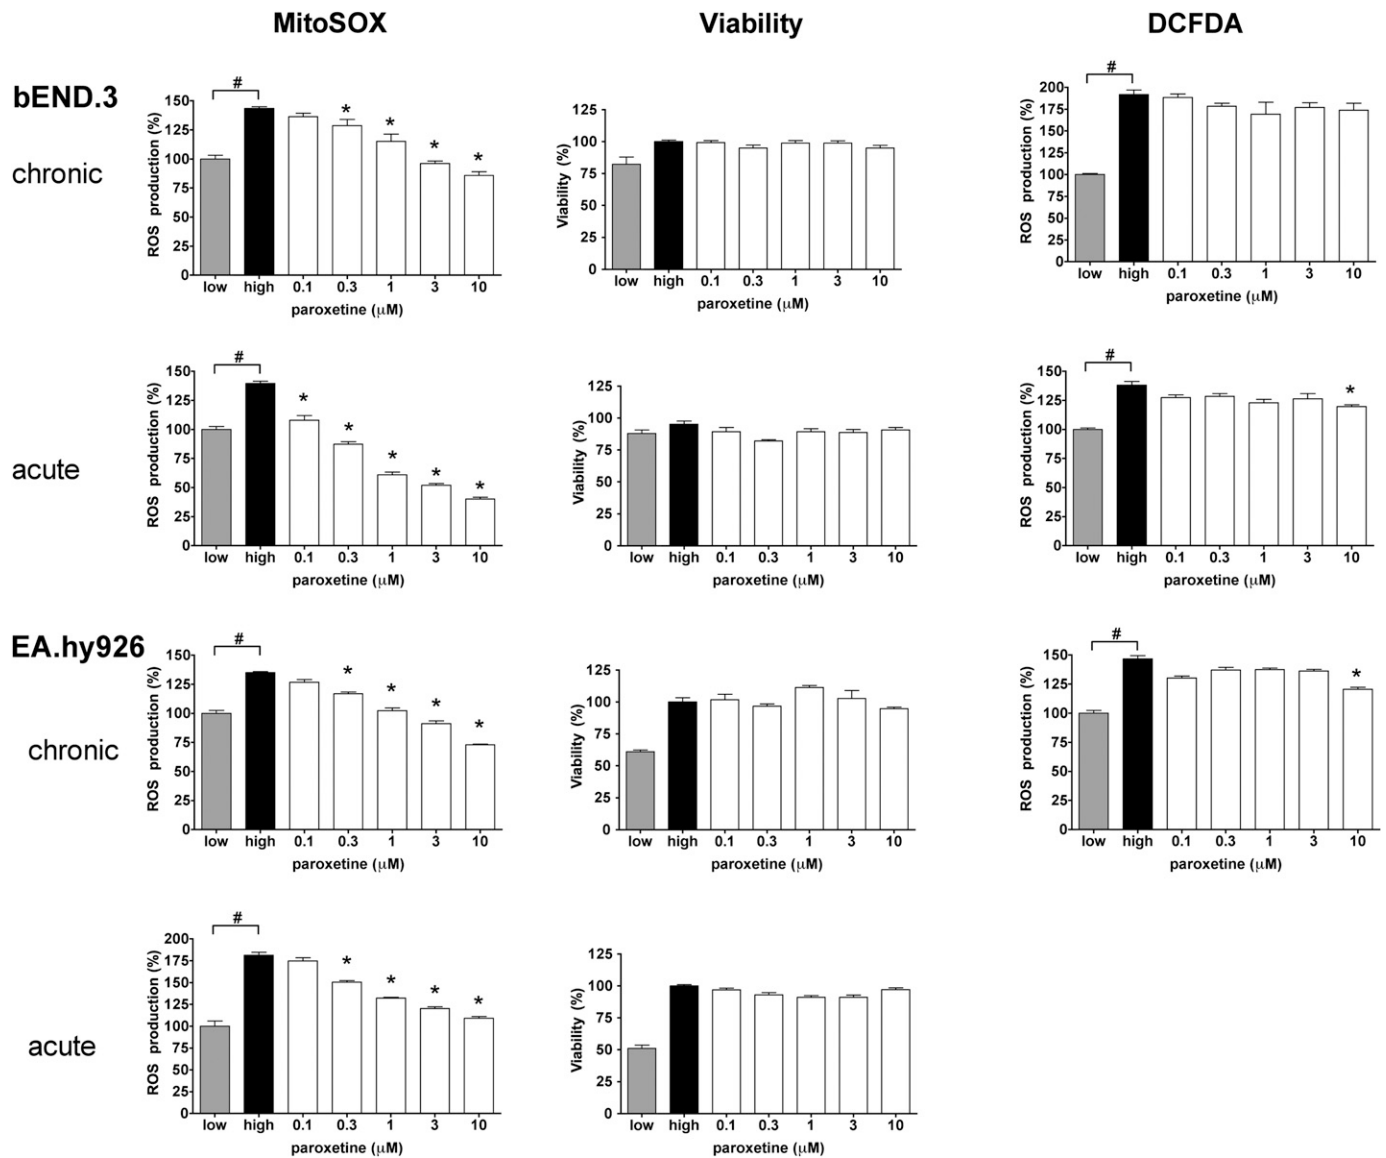 MitoSOX Viability DCFDA
bEND.3
chronic
#
* * * *
ROS production (%)
150
125
100
75
50
25
0
low high 0.1 0.3 1 3 10
paroxetine (μM)
Viability (%)
125
100
75
50
25
0
low high 0.1 0.3 1 3 10
paroxetine (μM)
#
ROS production (%)
200
175
150
125
100
75
50
25
0
low high 0.1 0.3 1 3 10
paroxetine (μM)
acute
#
* * * * *
ROS production (%)
150
125
100
75
50
25
0
low high 0.1 0.3 1 3 10
paroxetine (μM)
Viability (%)
125
100
75
50
25
0
low high 0.1 0.3 1 3 10
paroxetine (μM)
#
*
ROS production (%)
150
125
100
75
50
25
0
low high 0.1 0.3 1 3 10
paroxetine (μM)
EA.hy926
chronic
#
* * * *
ROS production (%)
150
125
100
75
50
25
0
low high 0.1 0.3 1 3 10
paroxetine (μM)
Viability (%)
125
100
75
50
25
0
low high 0.1 0.3 1 3 10
paroxetine (μM)
#
*
ROS production (%)
150
125
100
75
50
25
0
low high 0.1 0.3 1 3 10
paroxetine (μM)
acute
#
* * * *
ROS production (%)
200
175
150
125
100
75
50
25
0
low high 0.1 0.3 1 3 10
paroxetine (μM)
Viability (%)
125
100
75
50
25
0
low high 0.1 0.3 1 3 10
paroxetine (μM)